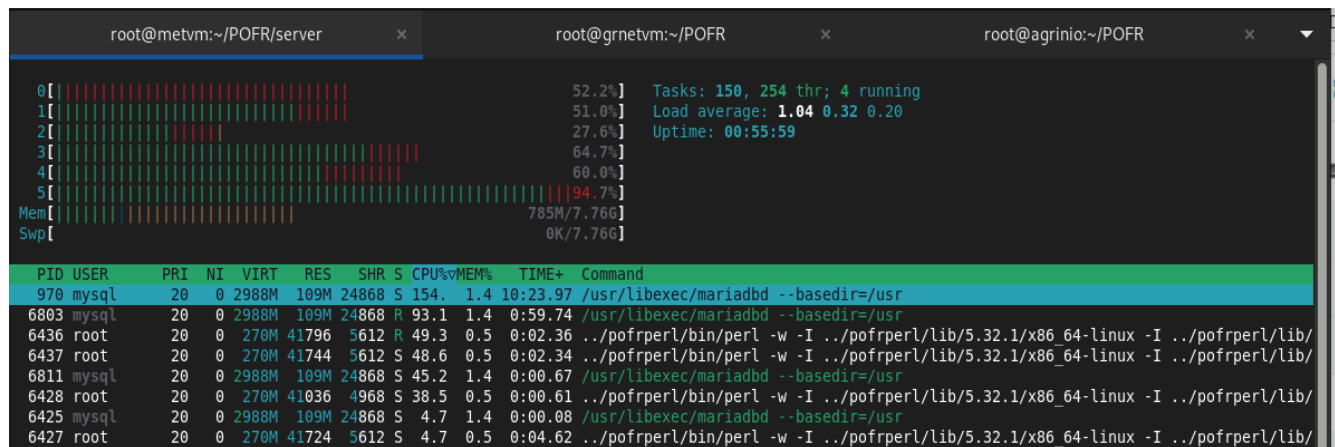 root@metvm:~/POFR/server × root@grnetvm:~/POFR × root@agrinio:~/POFR ×
0[ 52.2%] Tasks: 150, 254 thr; 4 running
1[ 51.0%] Load average: 1.04 0.32 0.20
2[ 27.6%] Uptime: 00:55:59
3[ 64.7%]
4[ 60.0%]
5[ 94.7%]
Mem[ 785M/7.76G]
Swp[ 0K/7.76G]
PID USER PRI NI VIRT RES SHR S CPU%▽MEM% TIME+ Command
970 mysql 20 0 2988M 109M 24868 S 154. 1.4 10:23.97 /usr/libexec/mariadbd --basedir=/usr
6803 mysql 20 0 2988M 109M 24868 R 93.1 1.4 0:59.74 /usr/libexec/mariadbd --basedir=/usr
6436 root 20 0 270M 41796 5612 R 49.3 0.5 0:02.36 ../pofrperl/bin/perl -w -I ../pofrperl/lib/5.32.1/x86_64-linux -I ../pofrperl/lib/
6437 root 20 0 270M 41744 5612 S 48.6 0.5 0:02.34 ../pofrperl/bin/perl -w -I ../pofrperl/lib/5.32.1/x86_64-linux -I ../pofrperl/lib/
6811 mysql 20 0 2988M 109M 24868 S 45.2 1.4 0:00.67 /usr/libexec/mariadbd --basedir=/usr
6428 root 20 0 270M 41036 4968 S 38.5 0.5 0:00.61 ../pofrperl/bin/perl -w -I ../pofrperl/lib/5.32.1/x86_64-linux -I ../pofrperl/lib/
6425 mysql 20 0 2988M 109M 24868 S 4.7 1.4 0:00.08 /usr/libexec/mariadbd --basedir=/usr
6427 root 20 0 270M 41724 5612 S 4.7 0.5 0:04.62 ../pofrperl/bin/perl -w -I ../pofrperl/lib/5.32.1/x86_64-linux -I ../pofrperl/lib/